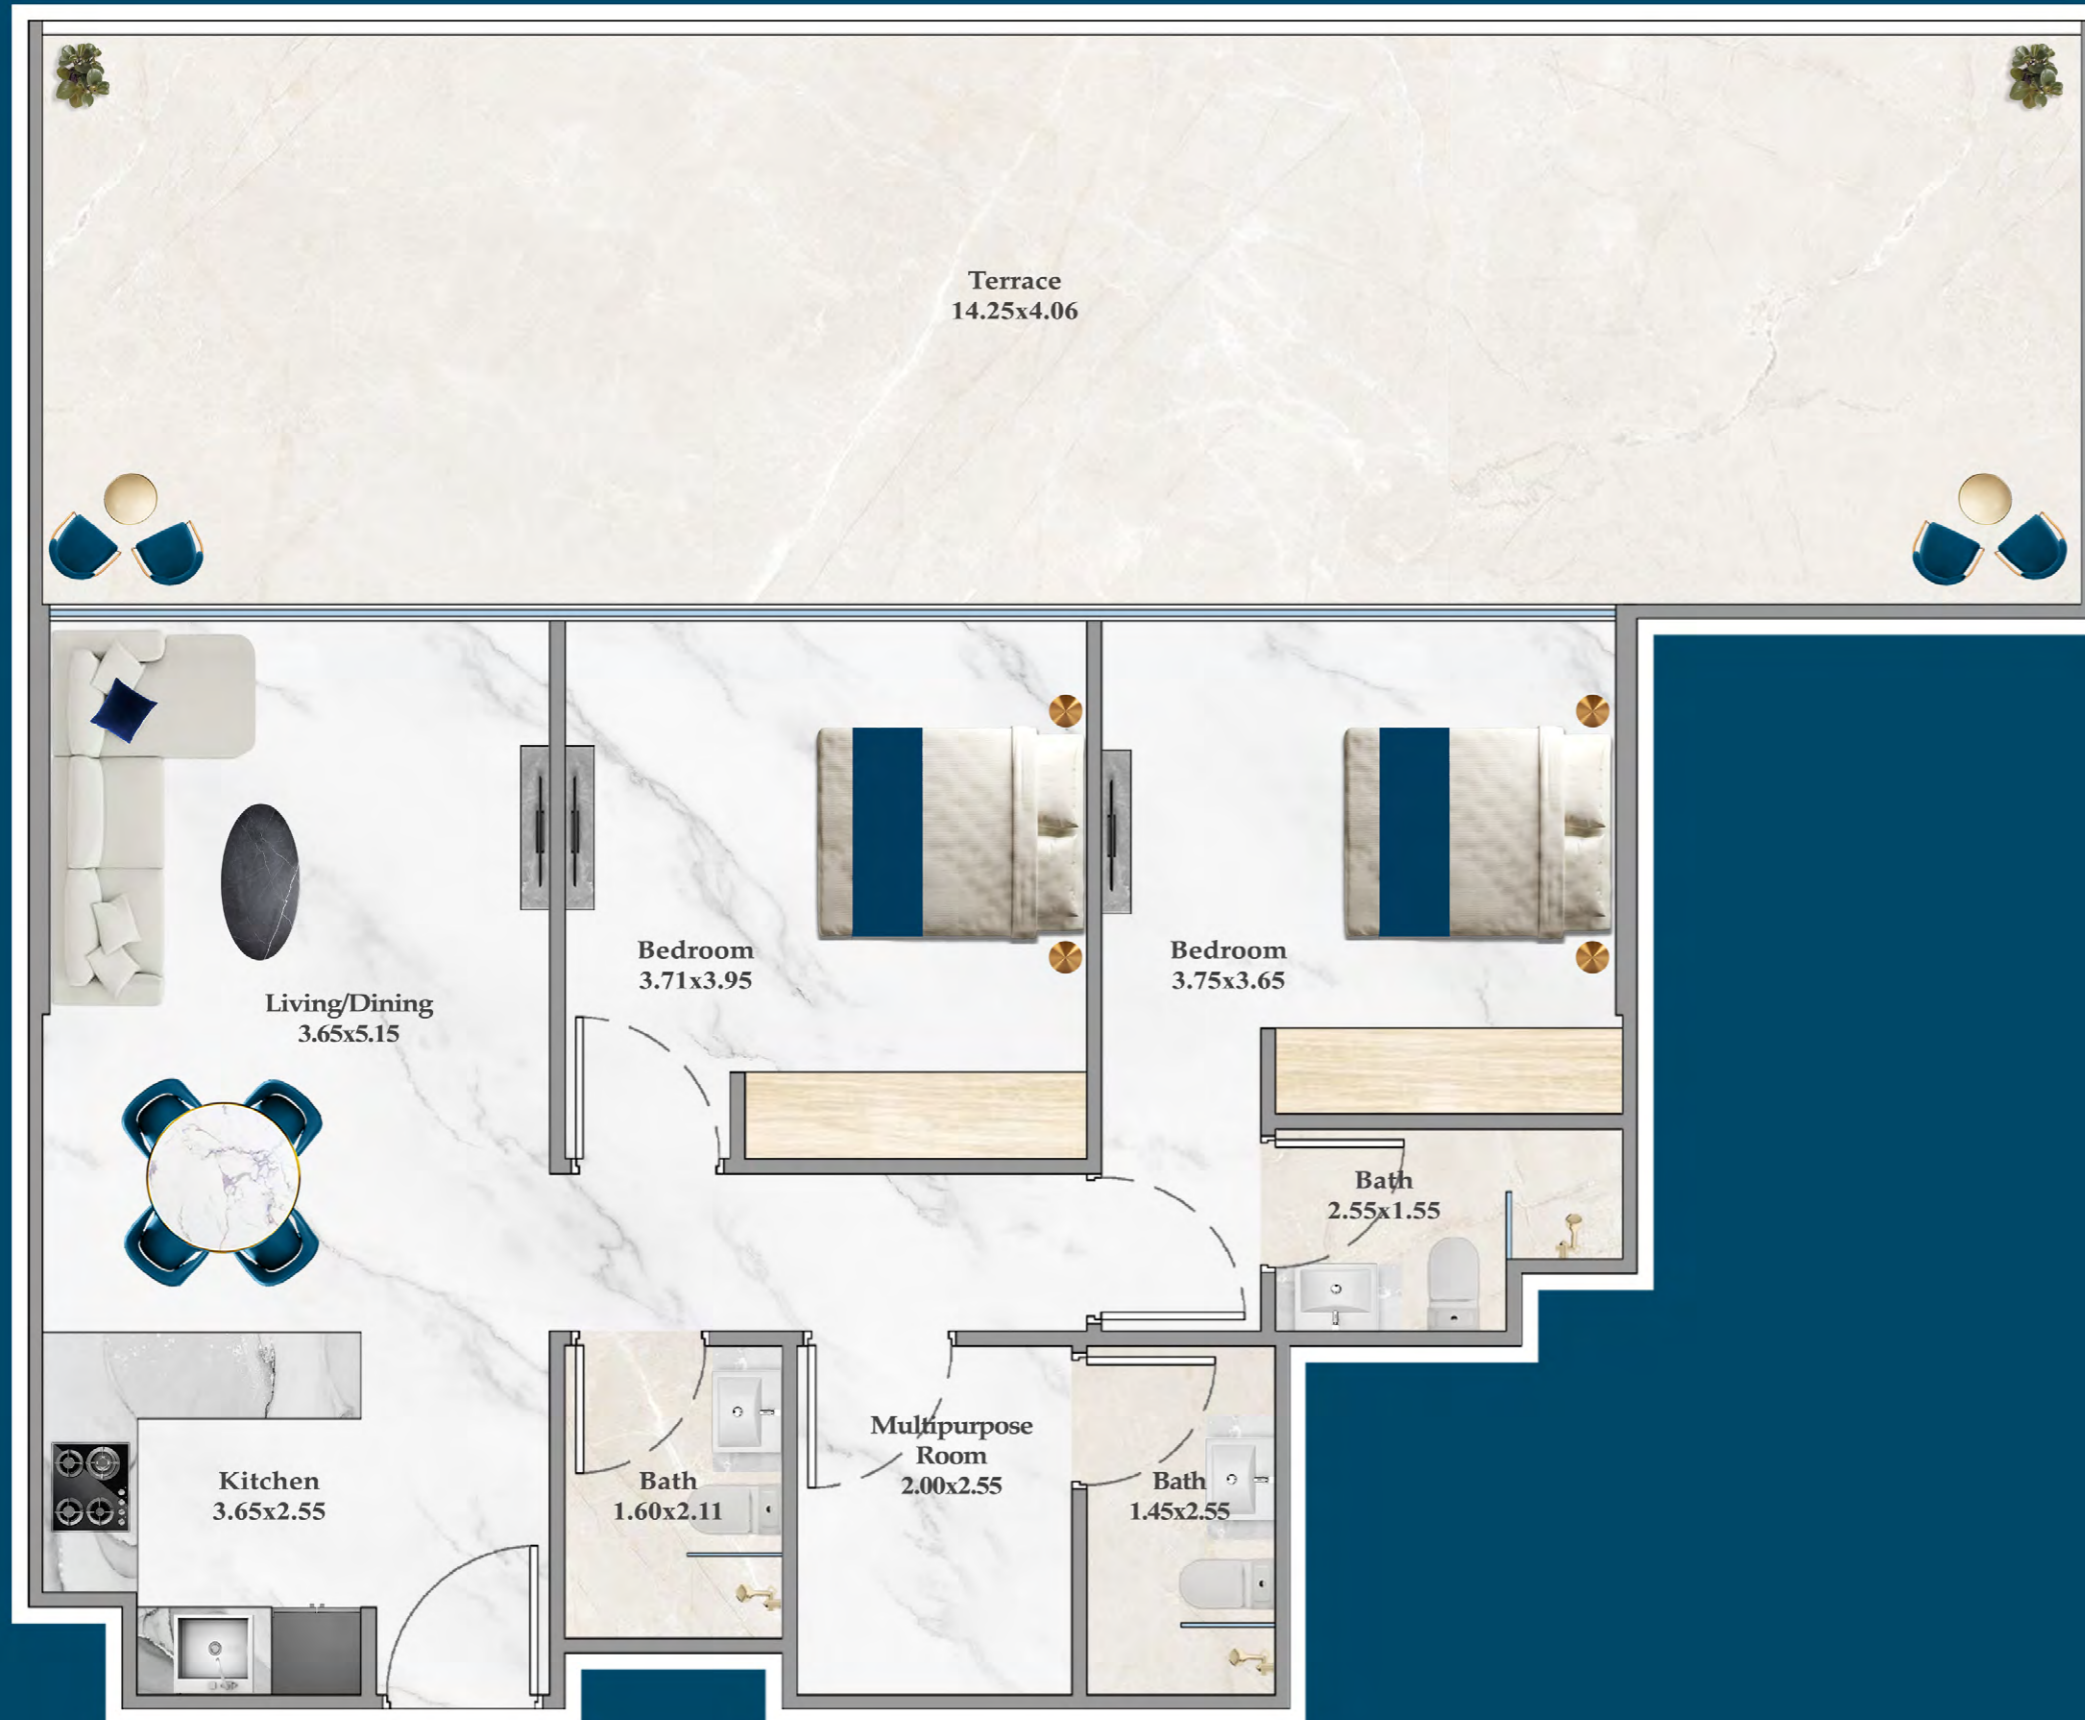 Terrace
14.25x4.06
Bedroom
3.71x3.95
Bedroom
3.75x3.65
Living/Dining
3.65x5.15
Bath
2.55x1.55
Kitchen
3.65x2.55
Bath
1.60x2.11
Multipurpose
Room
2.00x2.55
Bath
1.45x2.55